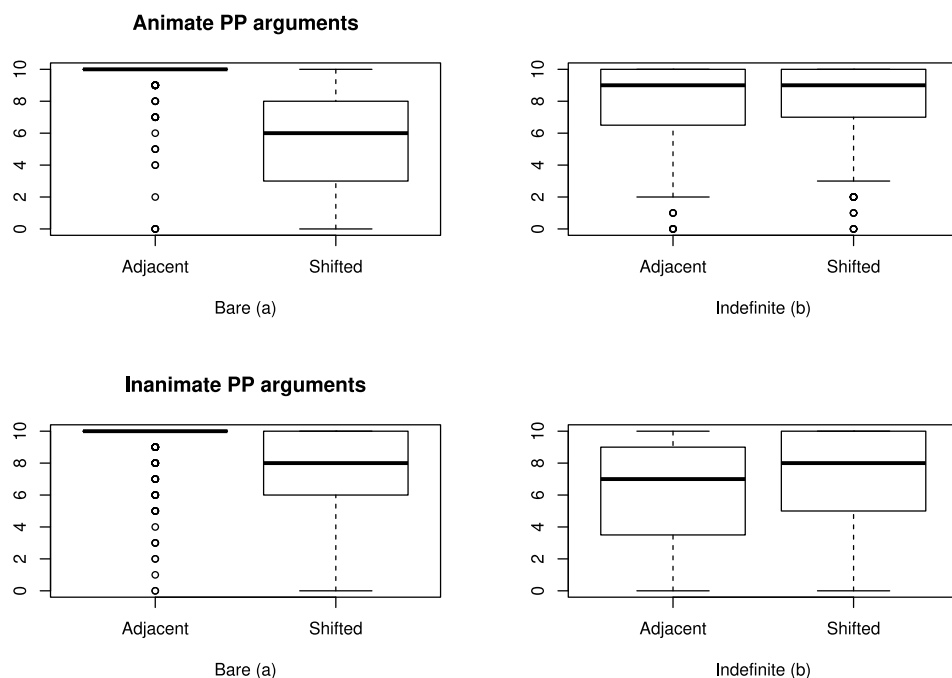 Animate PP arguments
10
8
6
4
2
0
Adjacent
Shifted
Bare (a)
10
8
6
4
2
0
Adjacent
Shifted
Indefinite (b)
Inanimate PP arguments
10
8
6
4
2
0
Adjacent
Shifted
Bare (a)
10
8
6
4
2
0
Adjacent
Shifted
Indefinite (b)